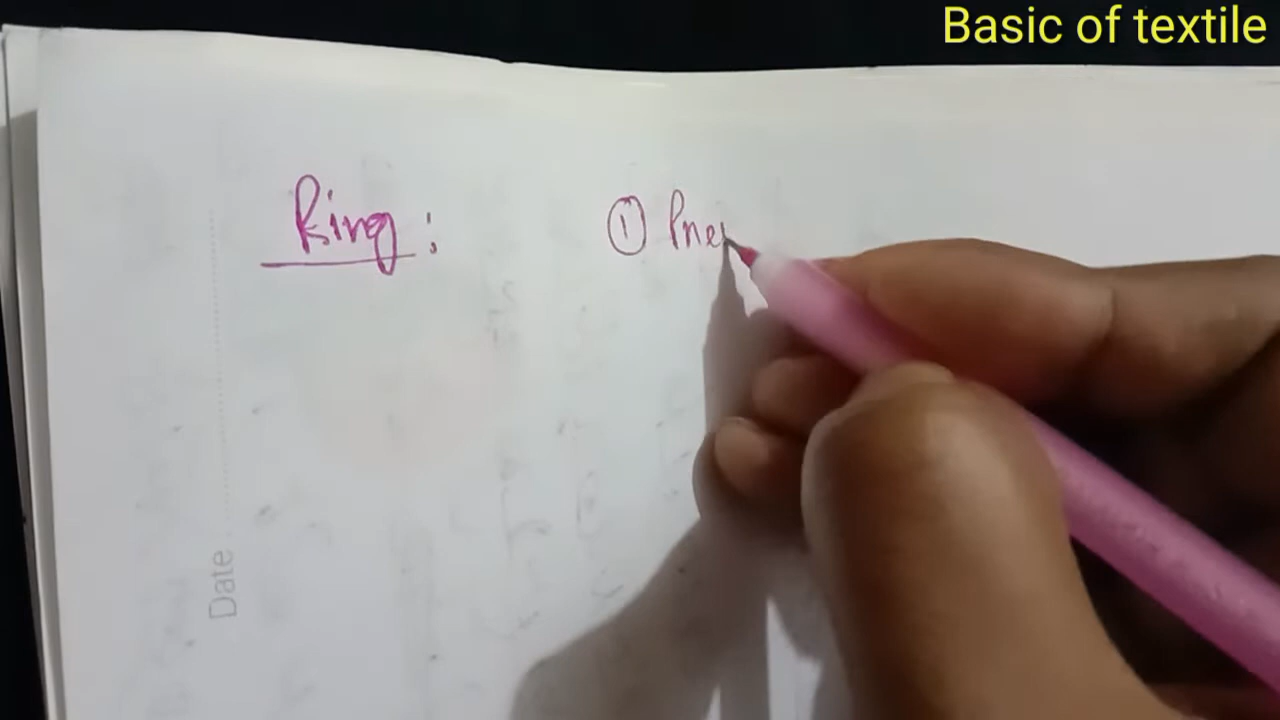 Basic of textile
Ring : ① Pne
Date